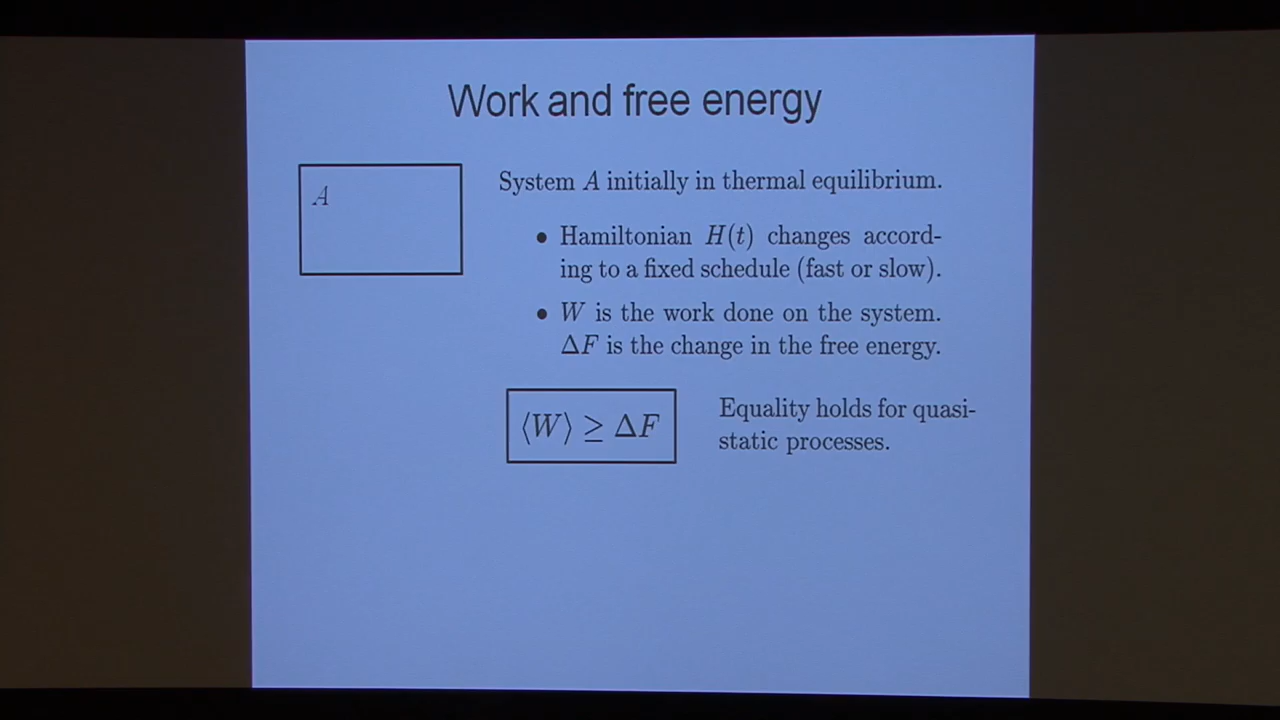 Work and free energy
A
System A initially in thermal equilibrium.
• Hamiltonian H(t) changes accord-
ing to a fixed schedule (fast or slow).
• W is the work done on the system.
ΔF is the change in the free energy.
⟨W⟩ ≥ ΔF
Equality holds for quasi-
static processes.